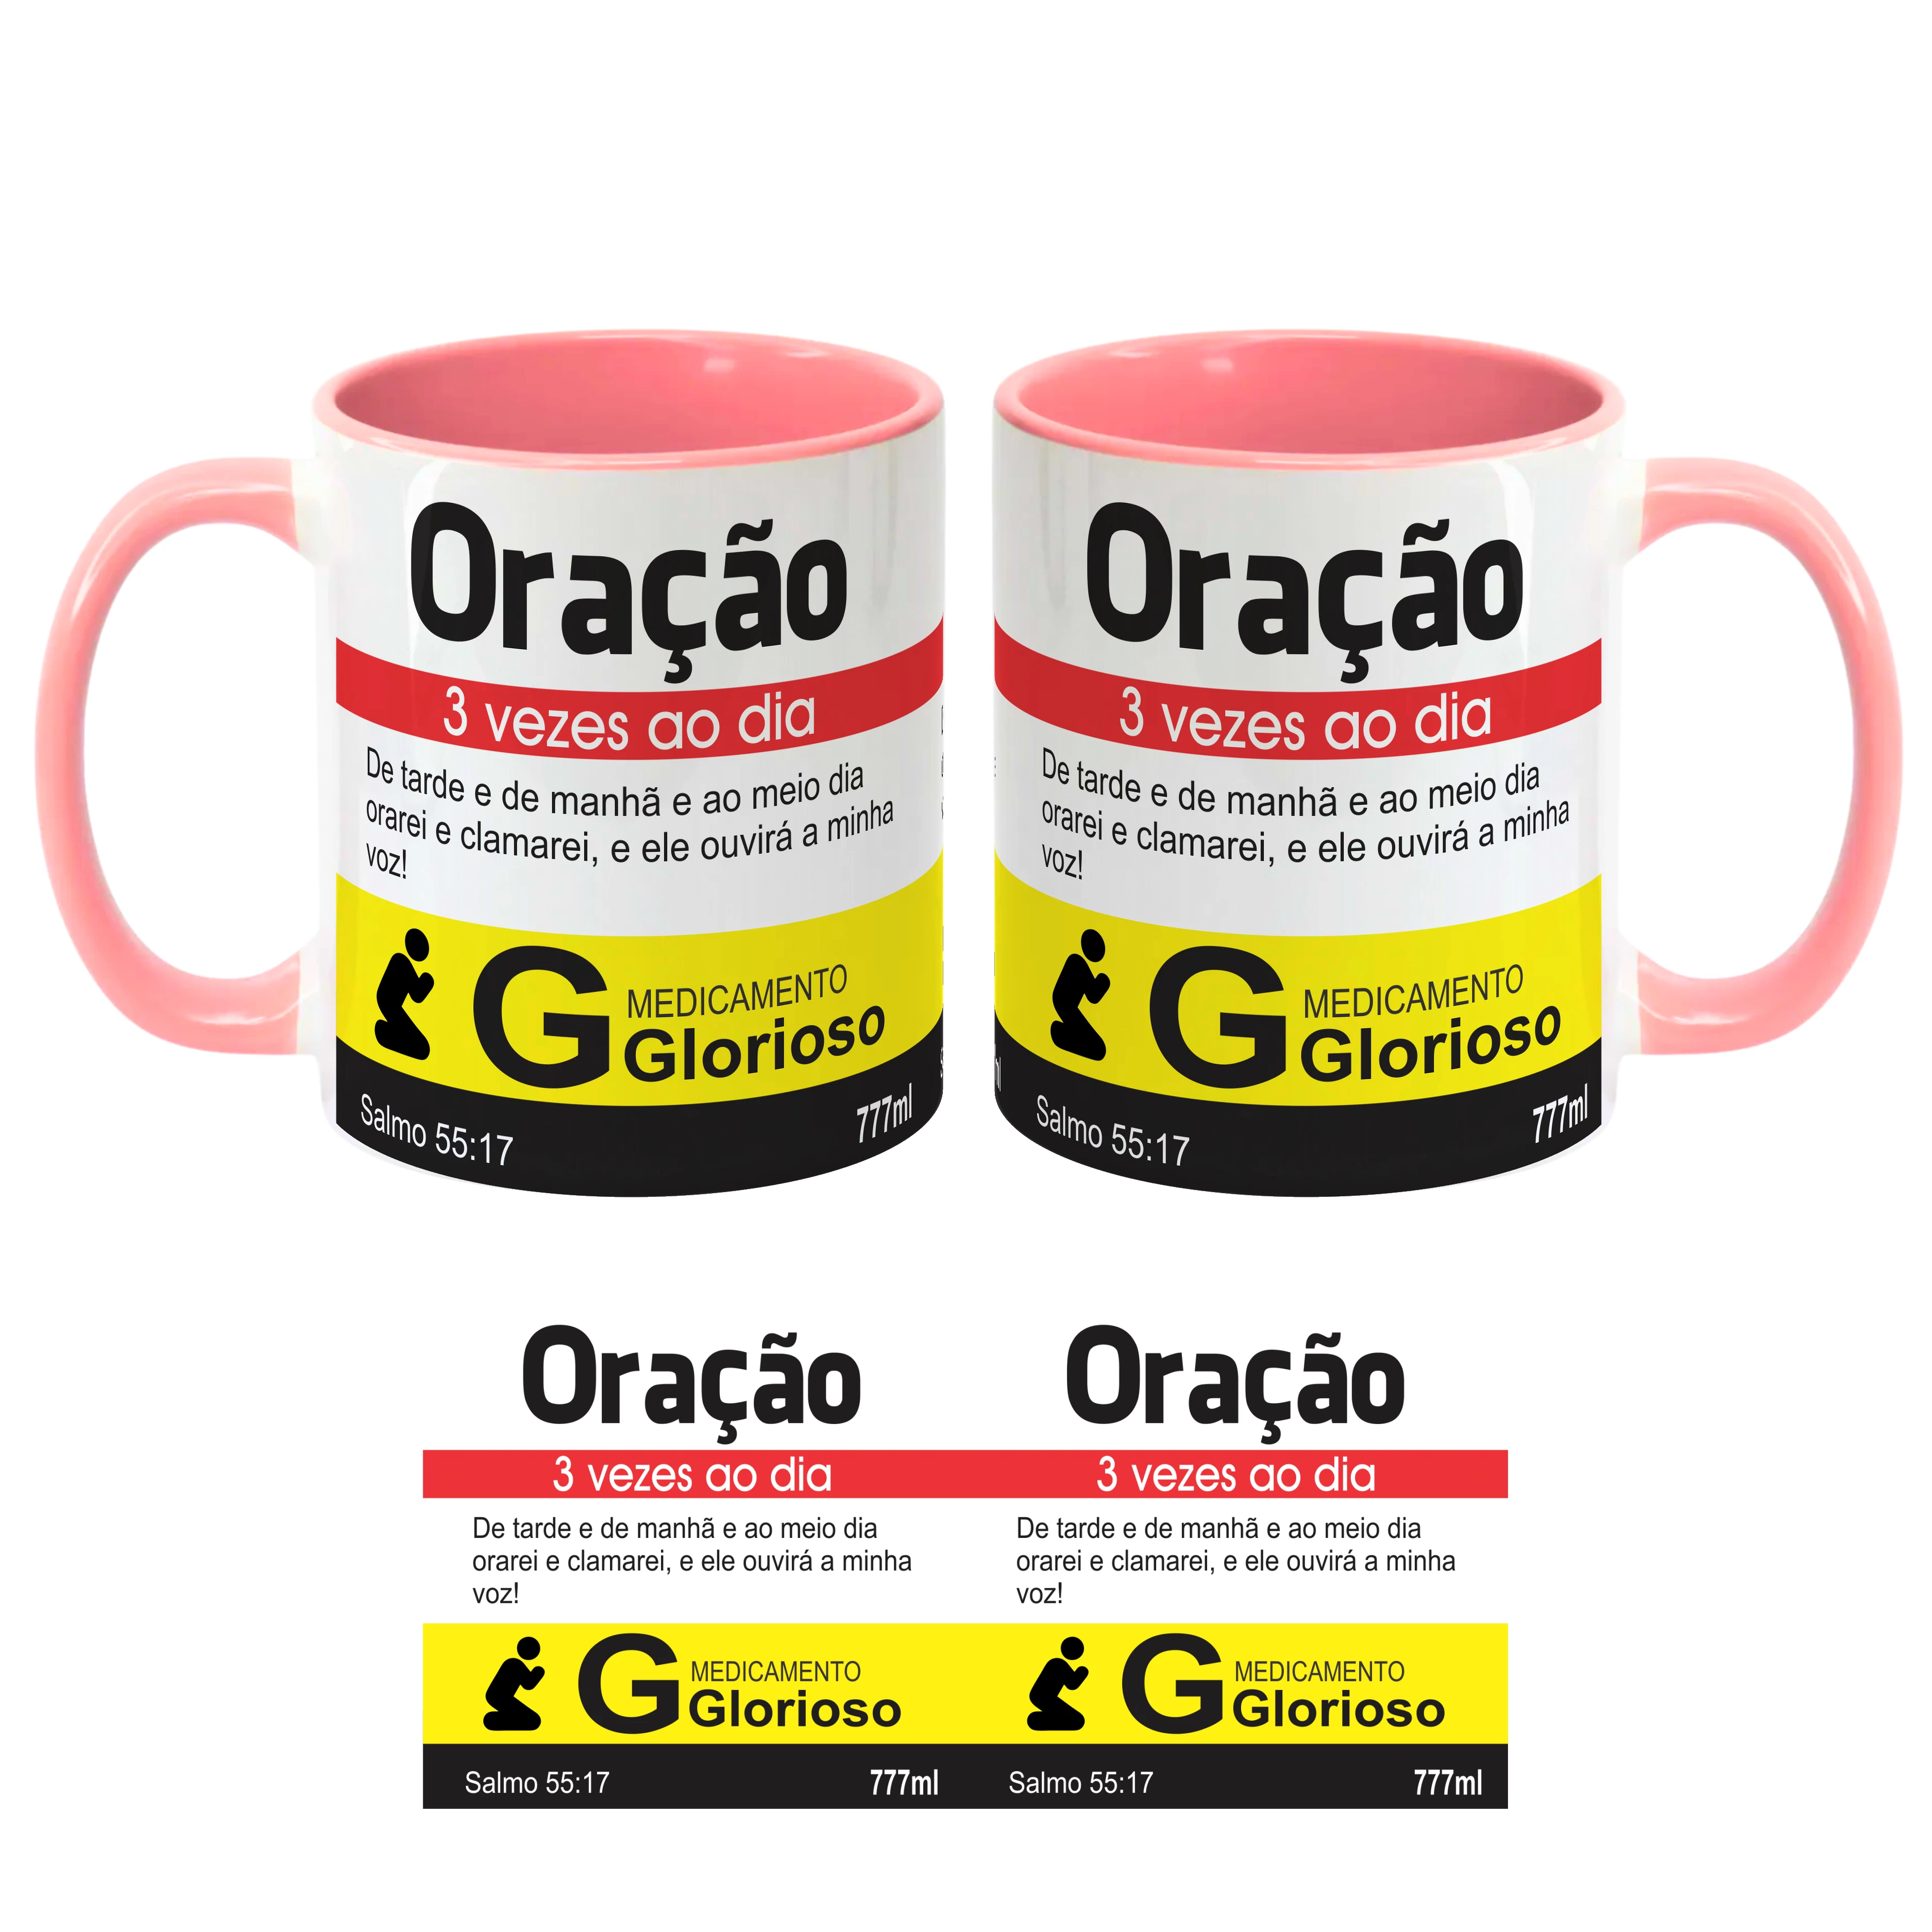 Oração
3 vezes ao dia
De tarde e de manhã e ao meio dia
orarei e clamarei, e ele ouvirá a minha
voz!
G MEDICAMENTO
Glorioso
Salmo 55:17 777ml
Oração
3 vezes ao dia
De tarde e de manhã e ao meio dia
orarei e clamarei, e ele ouvirá a minha
voz!
G MEDICAMENTO
Glorioso
Salmo 55:17 777ml
Oração
3 vezes ao dia
De tarde e de manhã e ao meio dia
orarei e clamarei, e ele ouvirá a minha
voz!
G MEDICAMENTO
Glorioso
Salmo 55:17 777ml
Oração
3 vezes ao dia
De tarde e de manhã e ao meio dia
orarei e clamarei, e ele ouvirá a minha
voz!
G MEDICAMENTO
Glorioso
Salmo 55:17 777ml